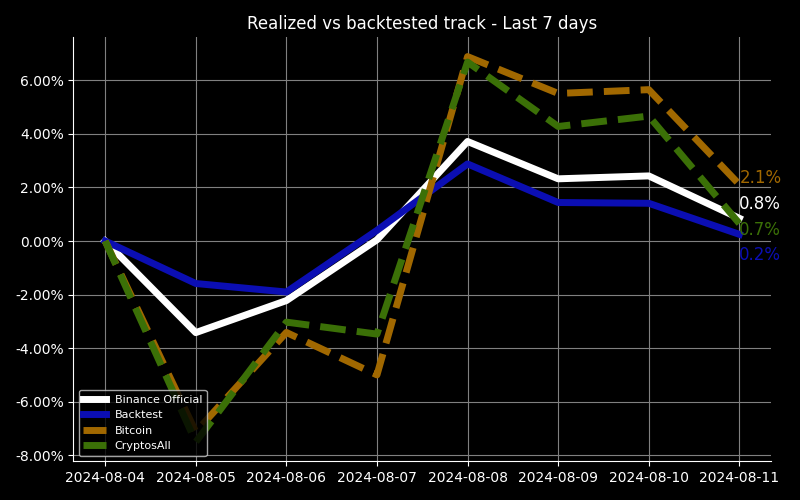 Realized vs backtested track - Last 7 days
6.00%
4.00%
2.00%
0.00%
-2.00%
-4.00%
-6.00%
-8.00%
2.1%
0.8%
0.7%
0.2%
Binance Official
Backtest
Bitcoin
CryptosAll
2024-08-04 2024-08-05 2024-08-06 2024-08-07 2024-08-08 2024-08-09 2024-08-10 2024-08-11